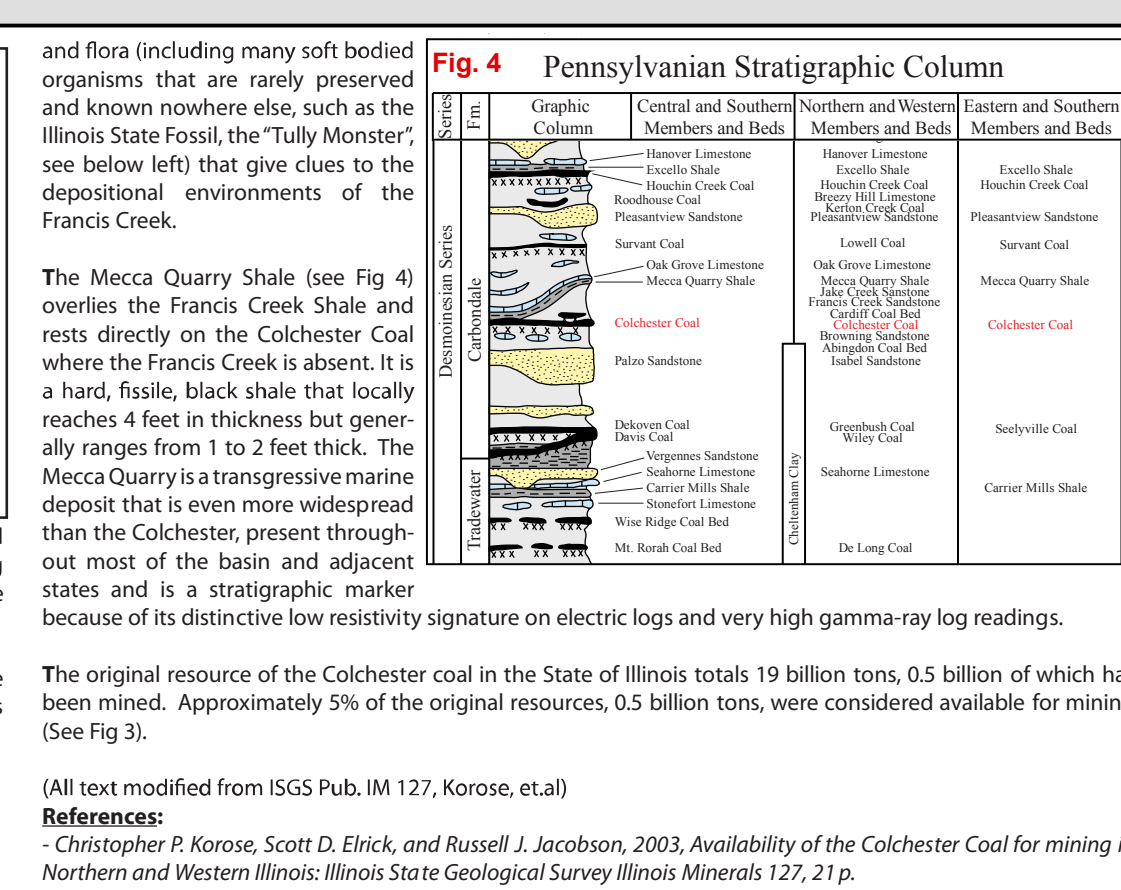 and flora (including many soft bodied
organisms that are rarely preserved
and known nowhere else, such as the
Illinois State Fossil, the “Tully Monster”,
see below left) that give clues to the
depositional environments of the
Francis Creek.
The Mecca Quarry Shale (see Fig 4)
overlies the Francis Creek Shale and
rests directly on the Colchester Coal
where the Francis Creek is absent. It is
a hard, fissile, black shale that locally
reaches 4 feet in thickness but gener-
ally ranges from 1 to 2 feet thick. The
Mecca Quarry is a transgressive marine
deposit that is even more widespread
than the Colchester, present through-
out most of the basin and adjacent
states and is a stratigraphic marker
because of its distinctive low resistivity signature on electric logs and very high gamma-ray log readings.
Fig. 4
Pennsylvanian Stratigraphic Column
Series
Fm.
Graphic
Column
Central and Southern
Members and Beds
Northern and Western
Members and Beds
Eastern and Southern
Members and Beds
Desmoinesian Series
Carbondale
Tradewater
Hanover Limestone
Excello Shale
Houchin Creek Coal
Roodhouse Coal
Pleasantview Sandstone
Survant Coal
Oak Grove Limestone
Mecca Quarry Shale
Colchester Coal
Palzo Sandstone
Dekoven Coal
Davis Coal
Vergennes Sandstone
Seahorne Limestone
Carrier Mills Shale
Stonefort Limestone
Wise Ridge Coal Bed
Mt. Rorah Coal Bed
Cheltenham Clay
Hanover Limestone
Excello Shale
Houchin Creek Coal
Breezy Hill Limestone
Kerton Creek Coal
Pleasantview Sandstone
Lowell Coal
Oak Grove Limestone
Mecca Quarry Shale
Jake Creek Sanstone
Francis Creek Sandstone
Cardiff Coal Bed
Colchester Coal
Browning Sandstone
Abingdon Coal Bed
Isabel Sandstone
Greenbush Coal
Wiley Coal
Seahorne Limestone
De Long Coal
Excello Shale
Houchin Creek Coal
Pleasantview Sandstone
Survant Coal
Mecca Quarry Shale
Colchester Coal
Seelyville Coal
Carrier Mills Shale
The original resource of the Colchester coal in the State of Illinois totals 19 billion tons, 0.5 billion of which ha
been mined. Approximately 5% of the original resources, 0.5 billion tons, were considered available for minin
(See Fig 3).
(All text modified from ISGS Pub. IM 127, Korose, et.al)
References:
- Christopher P. Korose, Scott D. Elrick, and Russell J. Jacobson, 2003, Availability of the Colchester Coal for mining i
Northern and Western Illinois: Illinois State Geological Survey Illinois Minerals 127, 21 p.